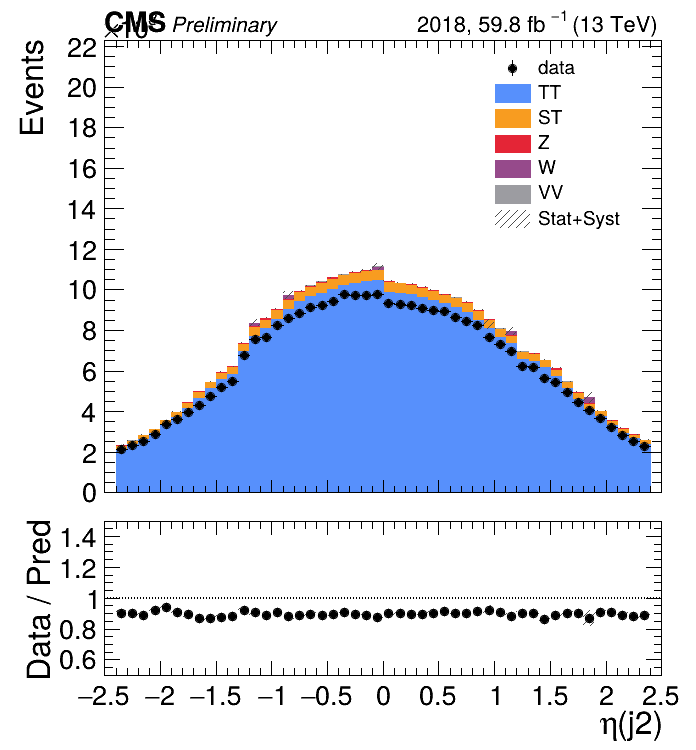 CMS Preliminary 2018, 59.8 fb⁻¹ (13 TeV)
Events
22
20
18
16
14
12
10
8
6
4
2
0
data
TT
ST
Z
W
VV
Stat+Syst
Data / Pred
1.4
1.2
1
0.8
0.6
−2.5 −2 −1.5 −1 −0.5 0 0.5 1 1.5 2 2.5
η(j2)